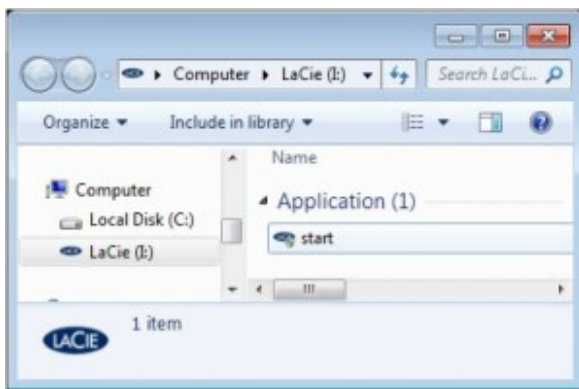 Computer ▸ LaCie (I:) Search LaCi...
Organize Include in library
Name
Computer
Application (1)
Local Disk (C:)
start
LaCie (I:)
1 item
LACIE